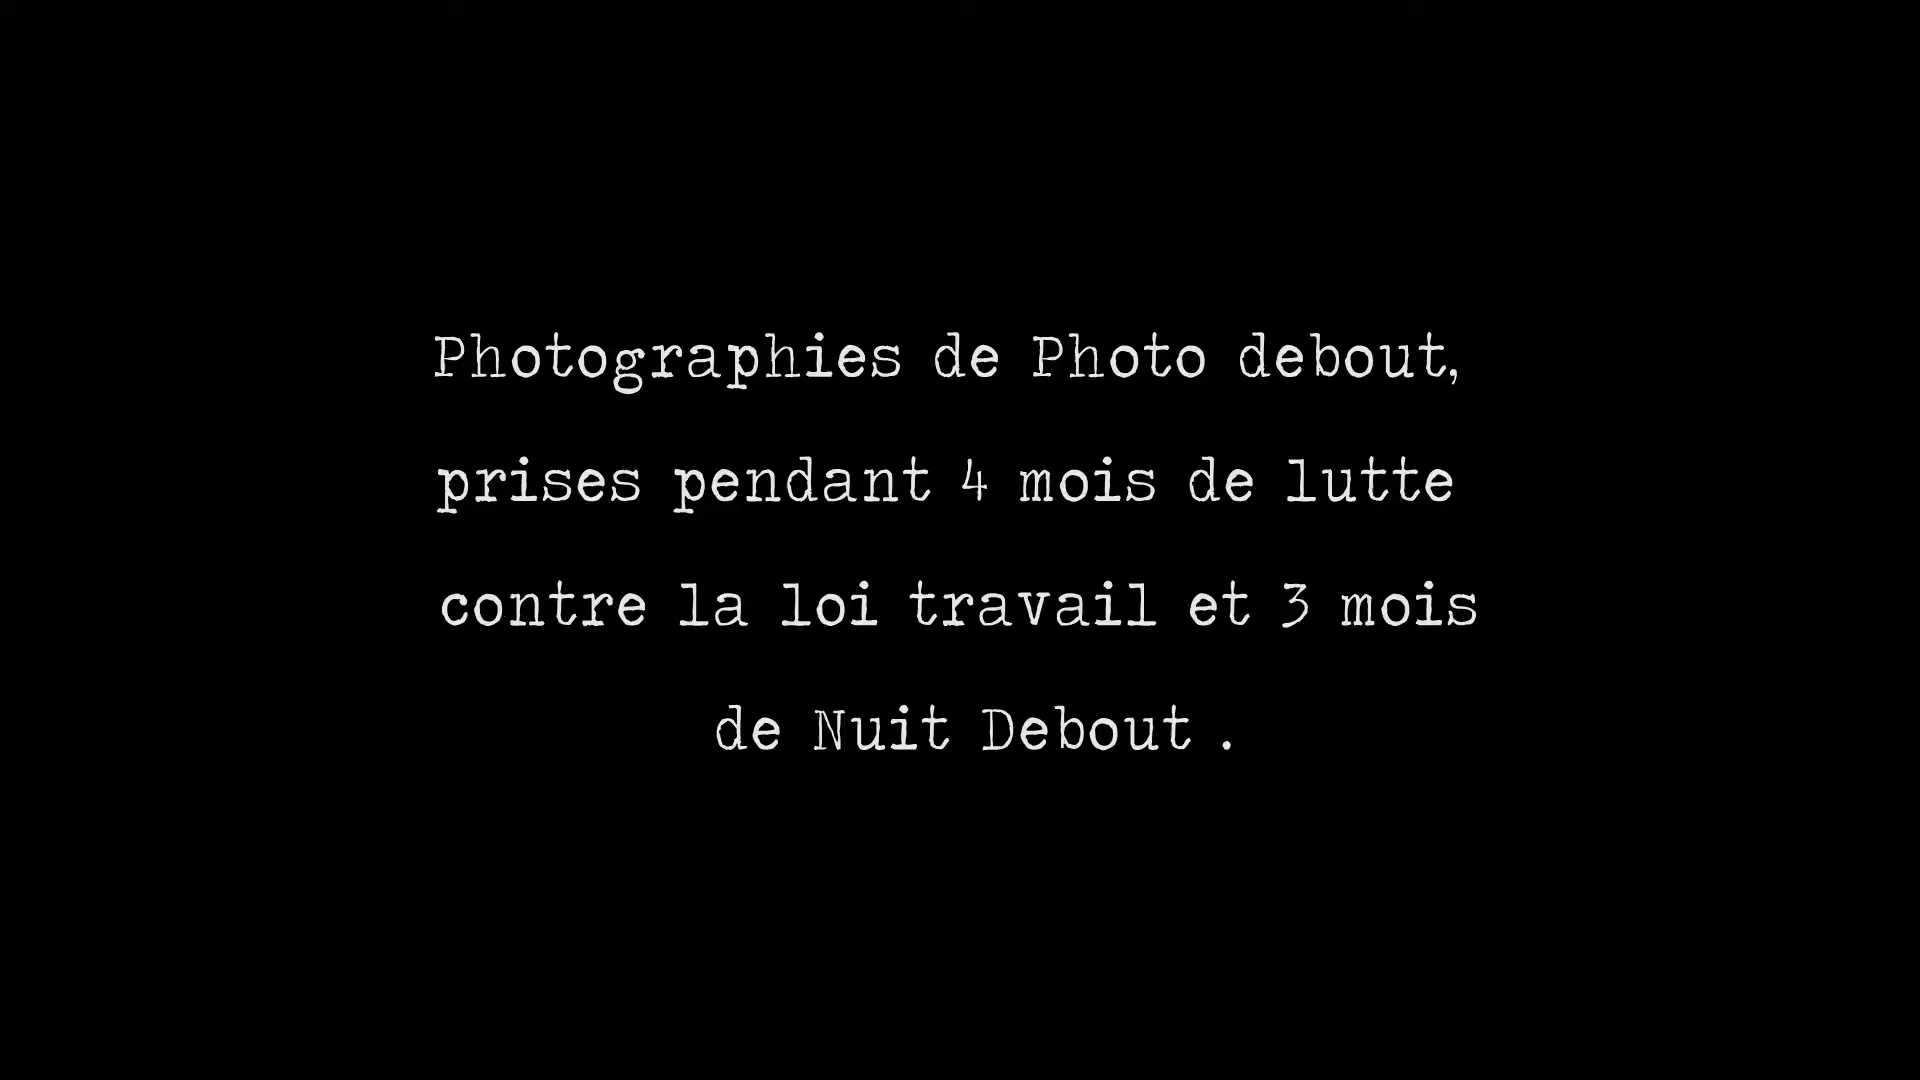 Photographies de Photo debout,
prises pendant 4 mois de lutte
contre la loi travail et 3 mois
de Nuit Debout .